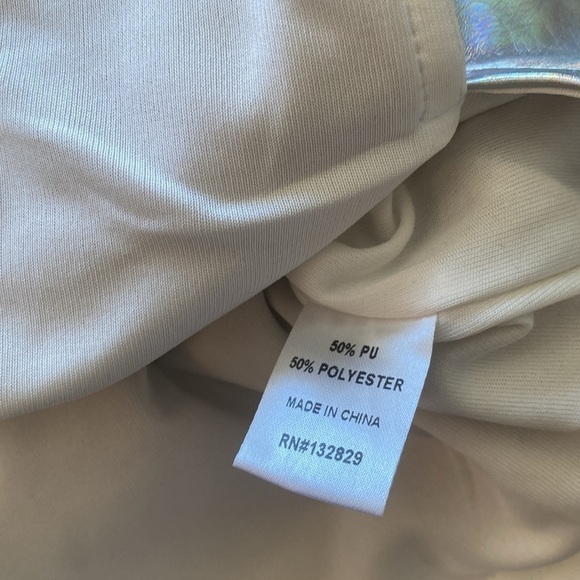 50% PU
50% POLYESTER
MADE IN CHINA
RN#132829